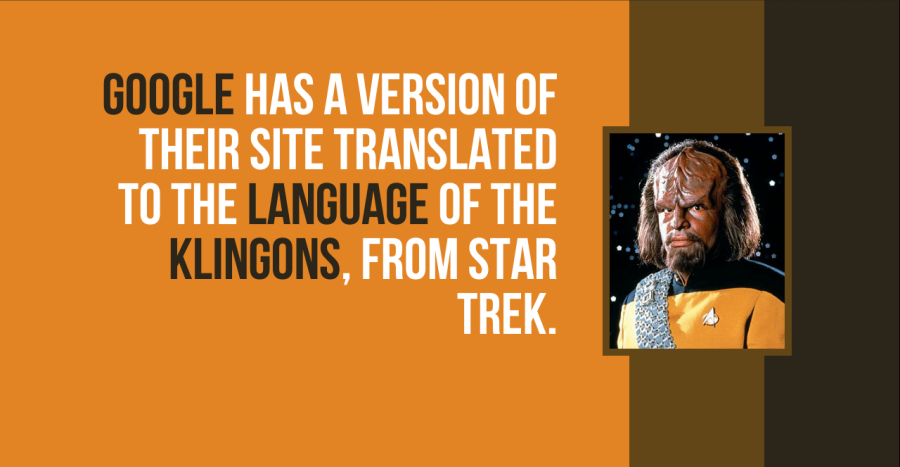 GOOGLE HAS A VERSION OF
THEIR SITE TRANSLATED
TO THE LANGUAGE OF THE
KLINGONS, FROM STAR
TREK.